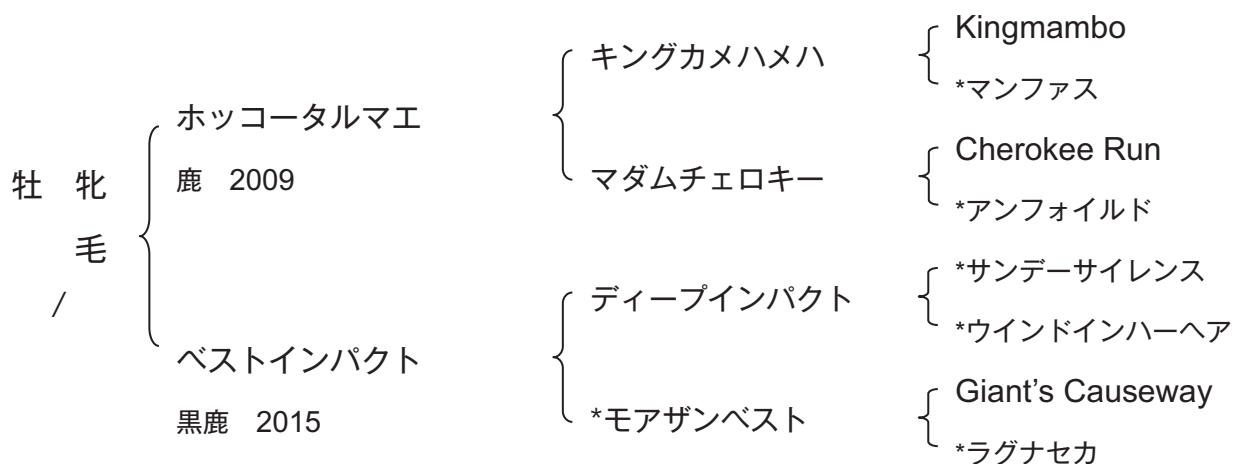 牡 牝
毛
/
ホッコータルマエ
鹿 2009
ベストインパクト
黒鹿 2015
キングカメハメハ
マダムチェロキー
ディープインパクト
*モアザンベスト
Kingmambo
*マンファス
Cherokee Run
*アンフォイルド
*サンデーサイレンス
*ウインドインハーヘア
Giant's Causeway
*ラグナセカ